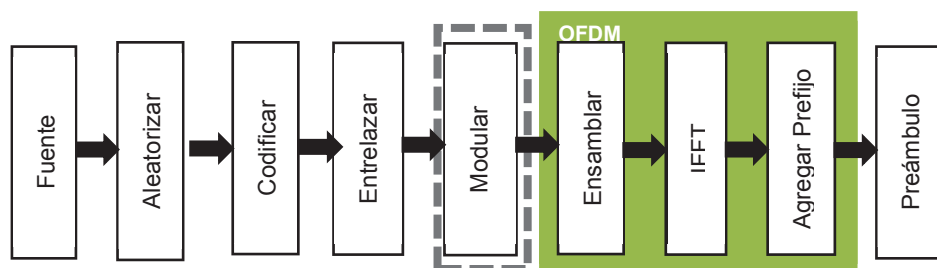 OFDM
Fuente
Aleatorizar
Codificar
Entrelazar
Modular
Ensamblar
IFFT
Agregar Prefijo
Preámbulo